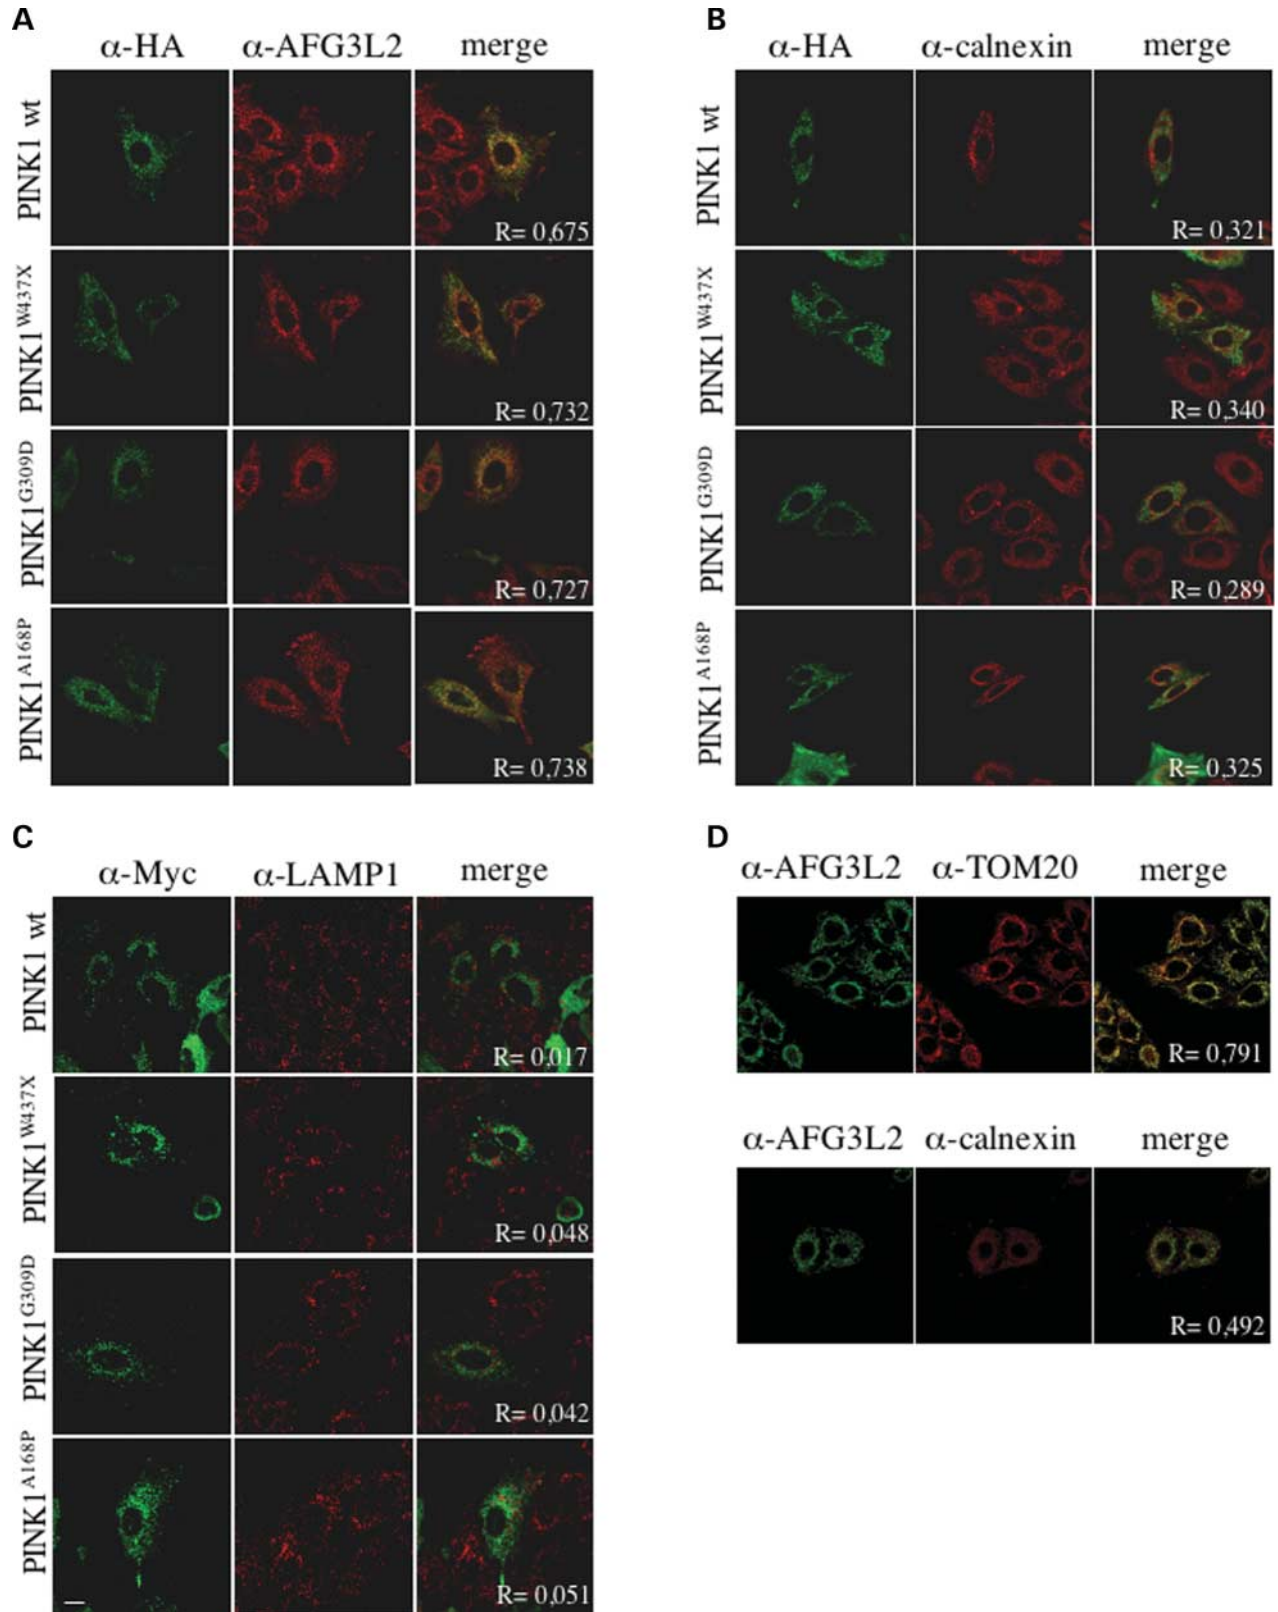 A
α-HA α-AFG3L2 merge
PINK1 wt
R= 0,675
PINK1 W437X
R= 0,732
PINK1 G309D
R= 0,727
PINK1 A168P
R= 0,738
B
α-HA α-calnexin merge
PINK1 wt
R= 0,321
PINK1 W437X
R= 0,340
PINK1 G309D
R= 0,289
PINK1 A168P
R= 0,325
C
α-Myc α-LAMP1 merge
PINK1 wt
R= 0,017
PINK1 W437X
R= 0,048
PINK1 G309D
R= 0,042
PINK1 A168P
R= 0,051
D
α-AFG3L2 α-TOM20 merge
R= 0,791
α-AFG3L2 α-calnexin merge
R= 0,492